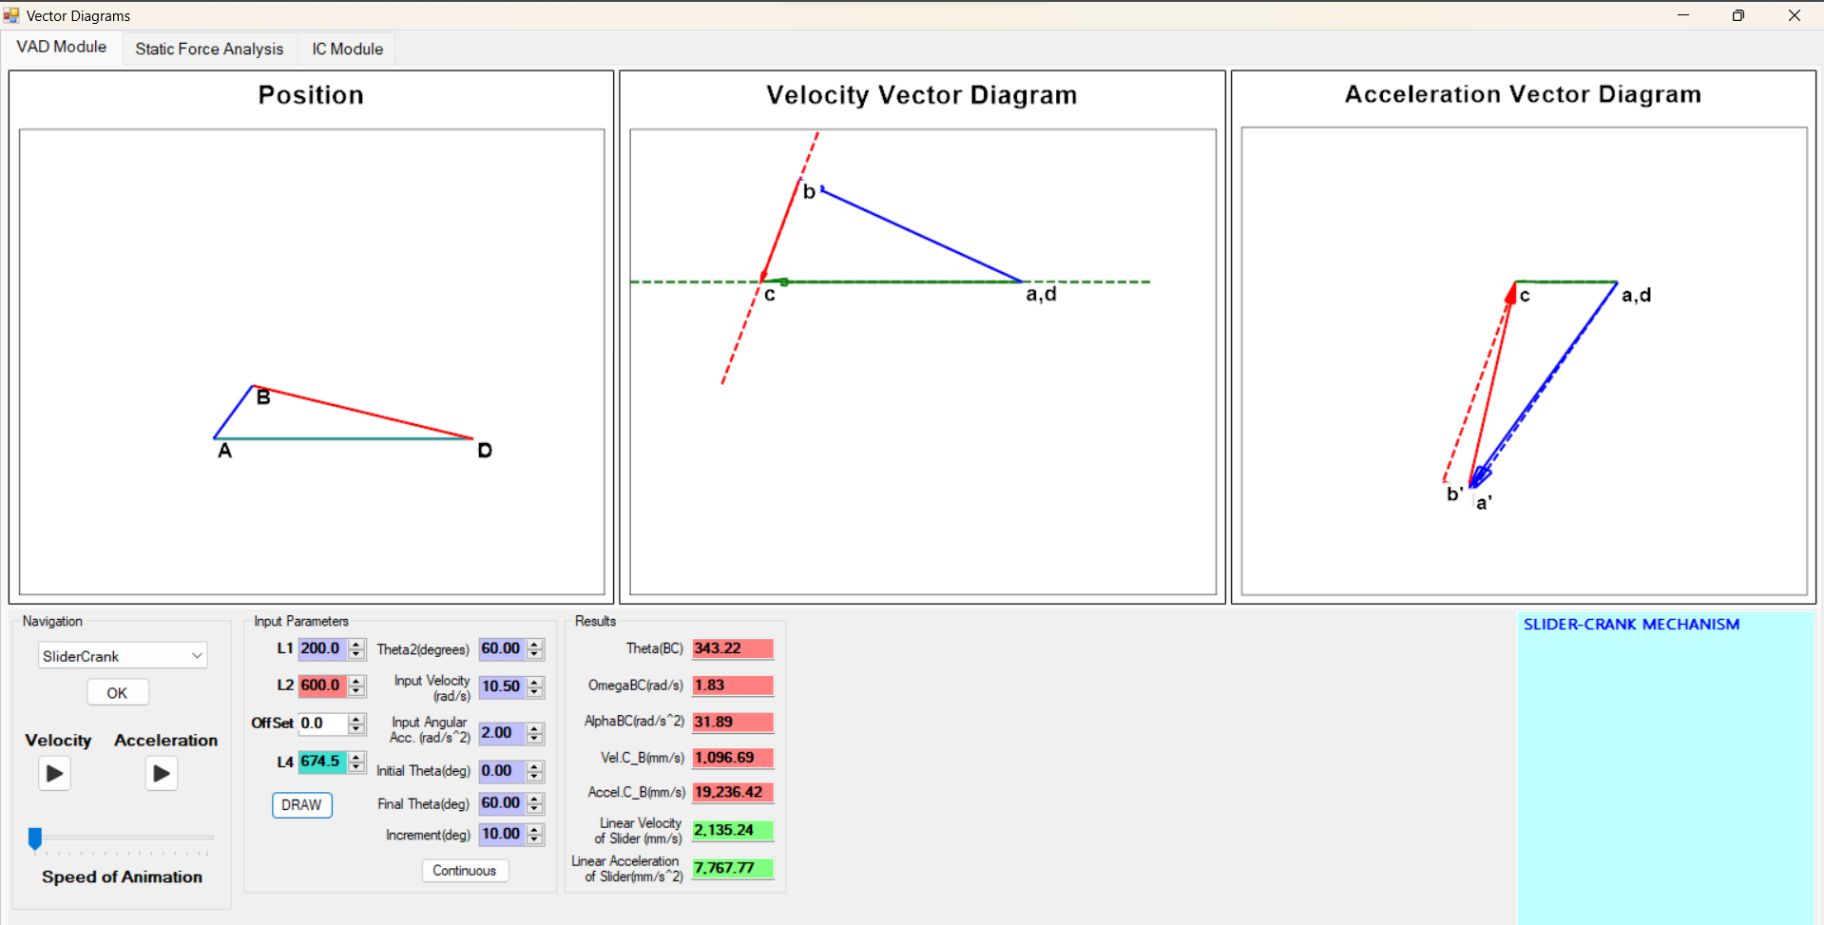 Vector Diagrams
VAD Module
Static Force Analysis
IC Module
Position
B
A
D
Velocity Vector Diagram
b
c
a,d
Acceleration Vector Diagram
c
a,d
b'
a'
Navigation
SliderCrank
OK
Velocity
Acceleration
Speed of Animation
Input Parameters
L1 200.0
Theta2(degrees) 60.00
L2 600.0
Input Velocity
(rad/s)
10.50
OffSet 0.0
Input Angular
Acc. (rad/s^2)
2.00
L4 674.5
Initial Theta(deg) 0.00
DRAW
Final Theta(deg) 60.00
Increment(deg) 10.00
Continuous
Results
Theta(BC) 343.22
OmegaBC(rad/s) 1.83
AlphaBC(rad/s^2) 31.89
Vel.C_B(mm/s) 1,096.69
Accel.C_B(mm/s) 19,236.42
Linear Velocity
of Slider (mm/s)
2,135.24
Linear Acceleration
of Slider(mm/s^2)
7,767.77
SLIDER-CRANK MECHANISM